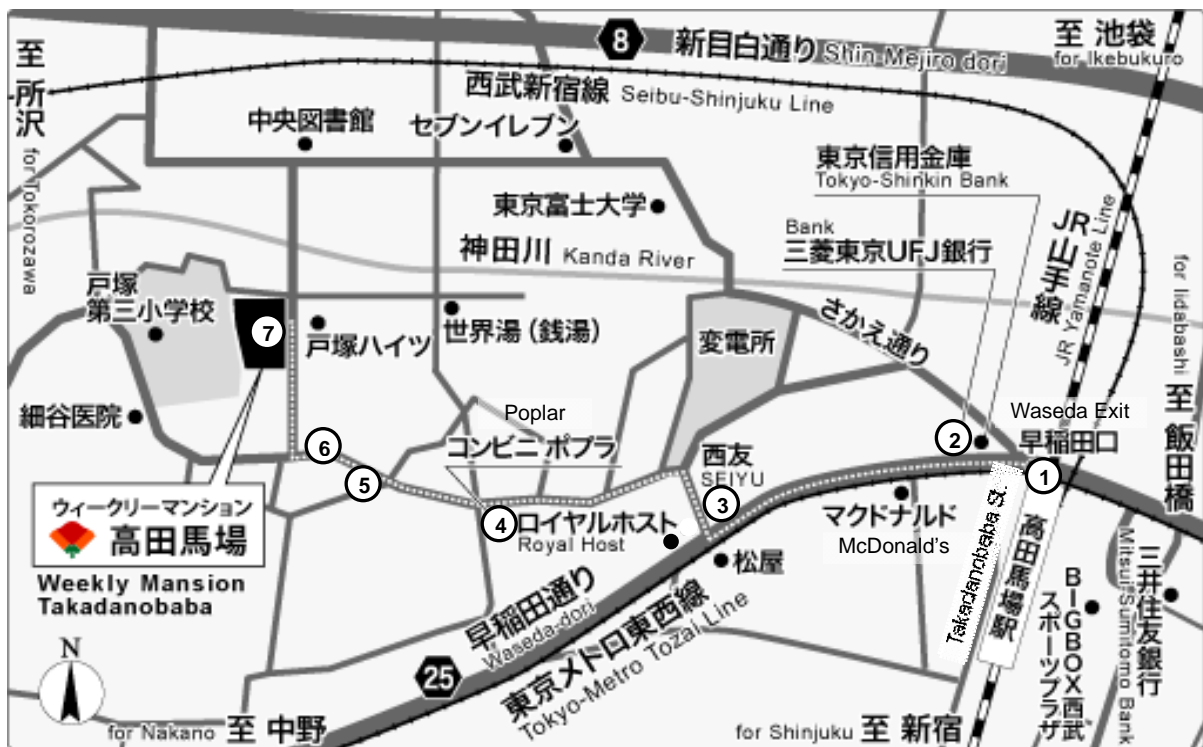 8
新目白通り Shin-Mejiro dori
至 池袋
for Ikebukuro
至 所沢
for Tokorozawa
西武新宿線 Seibu-Shinjuku Line
中央図書館
セブンイレブン
東京信用金庫
Tokyo-Shinkin Bank
東京富士大学
Bank
三菱東京UFJ銀行
JR山手線
JR Yamanote Line
神田川 Kanda River
for Iidabashi
至 飯田橋
戸塚
第三小学校
7
戸塚ハイツ
世界湯(銭湯)
変電所
さかえ通り
細谷医院
6
5
Poplar
コンビニ ポプラ
西友
SEIYU
2
Waseda Exit
早稲田口
1
3
4
ロイヤルホスト
Royal Host
マクドナルド
McDonald's
松屋
Takadanobaba St.
高田馬場駅
BIGBOX西武
スポーツプラザ
三井住友銀行
Mitsui Sumitomo Bank
ウィークリーマンション
高田馬場
Weekly Mansion
Takadanobaba
早稲田通り
Waseda-dori
東京メトロ東西線
Tokyo-Metro Tozai Line
25
N
for Nakano 至 中野
for Shinjuku 至 新宿